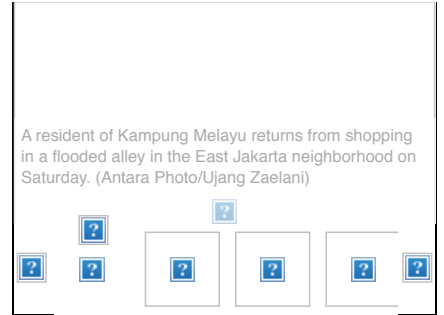 A resident of Kampung Melayu returns from shopping
in a flooded alley in the East Jakarta neighborhood on
Saturday. (Antara Photo/Ujang Zaelani)